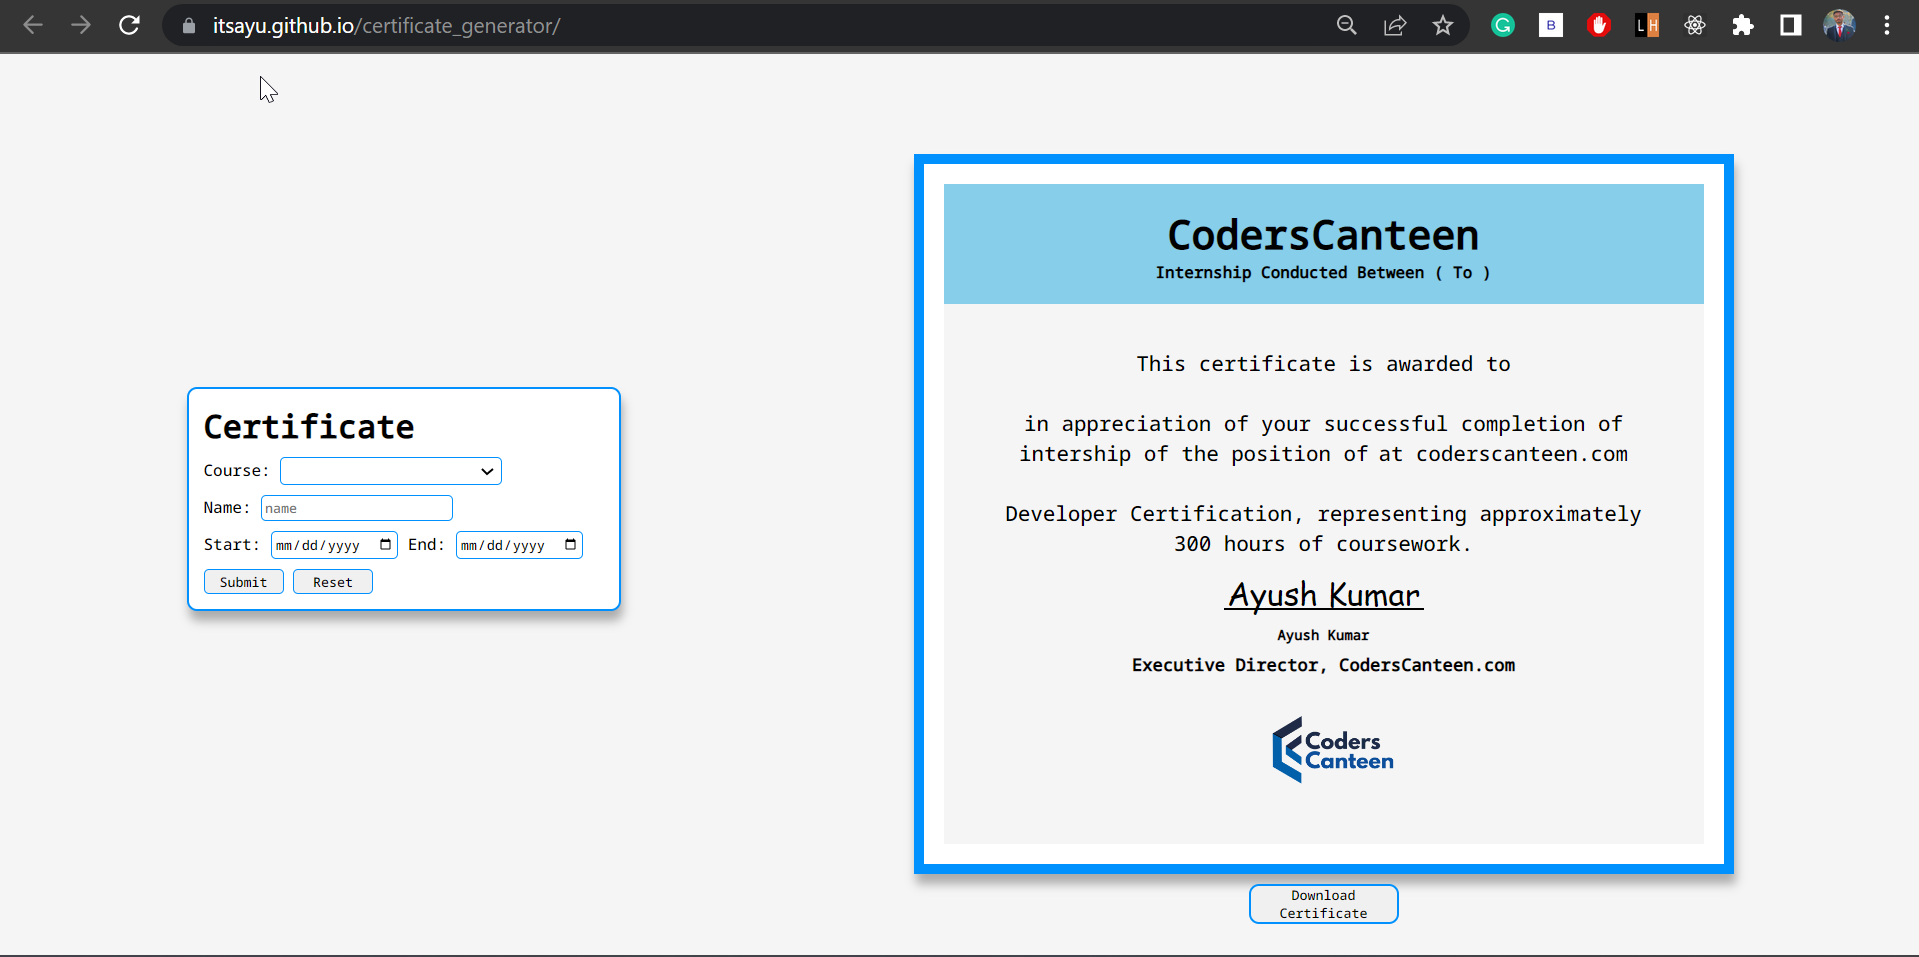 itsayu.github.io/certificate_generator/
G
B
L H
Certificate
Course:
Name: name
Start: mm/dd/yyyy End: mm/dd/yyyy
Submit Reset
CodersCanteen
Internship Conducted Between ( To )
This certificate is awarded to
in appreciation of your successful completion of
intership of the position of at coderscanteen.com
Developer Certification, representing approximately
300 hours of coursework.
Ayush Kumar
Ayush Kumar
Executive Director, CodersCanteen.com
Coders
Canteen
Download
Certificate